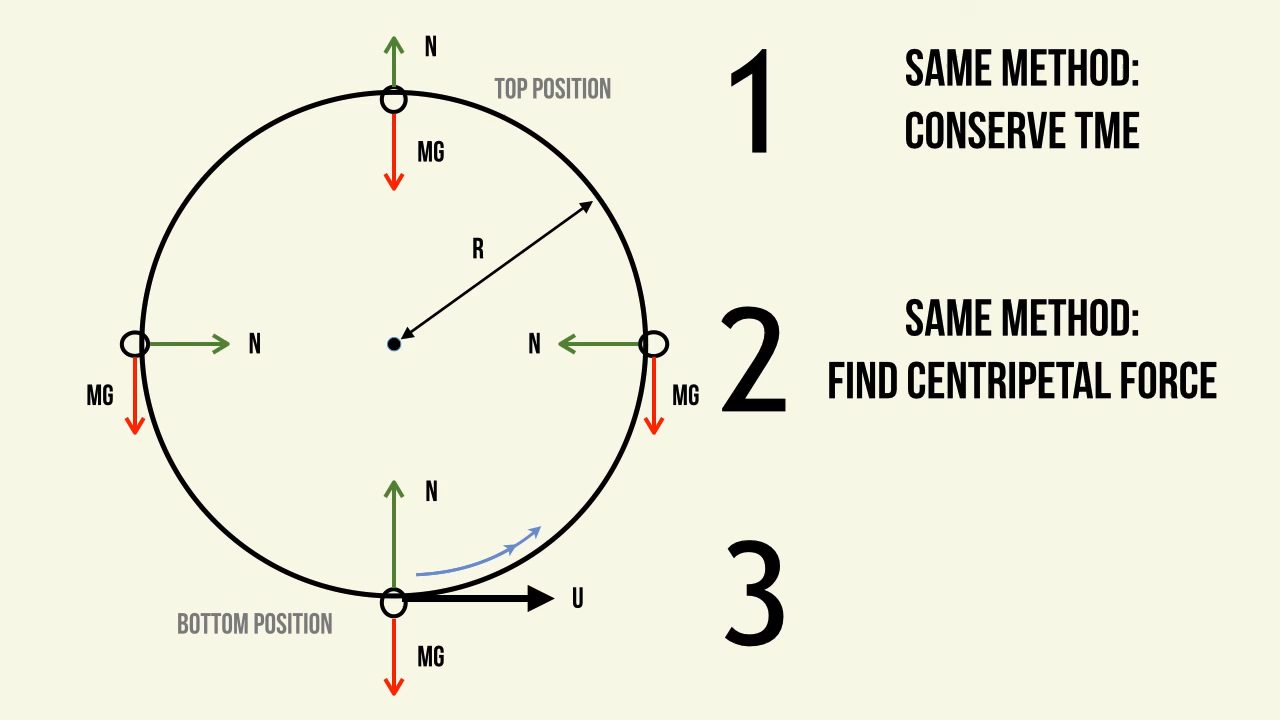 N
TOP POSITION
MG
R
N
N
MG
MG
N
U
BOTTOM POSITION
MG
1
SAME METHOD:
CONSERVE TME
2
SAME METHOD:
FIND CENTRIPETAL FORCE
3